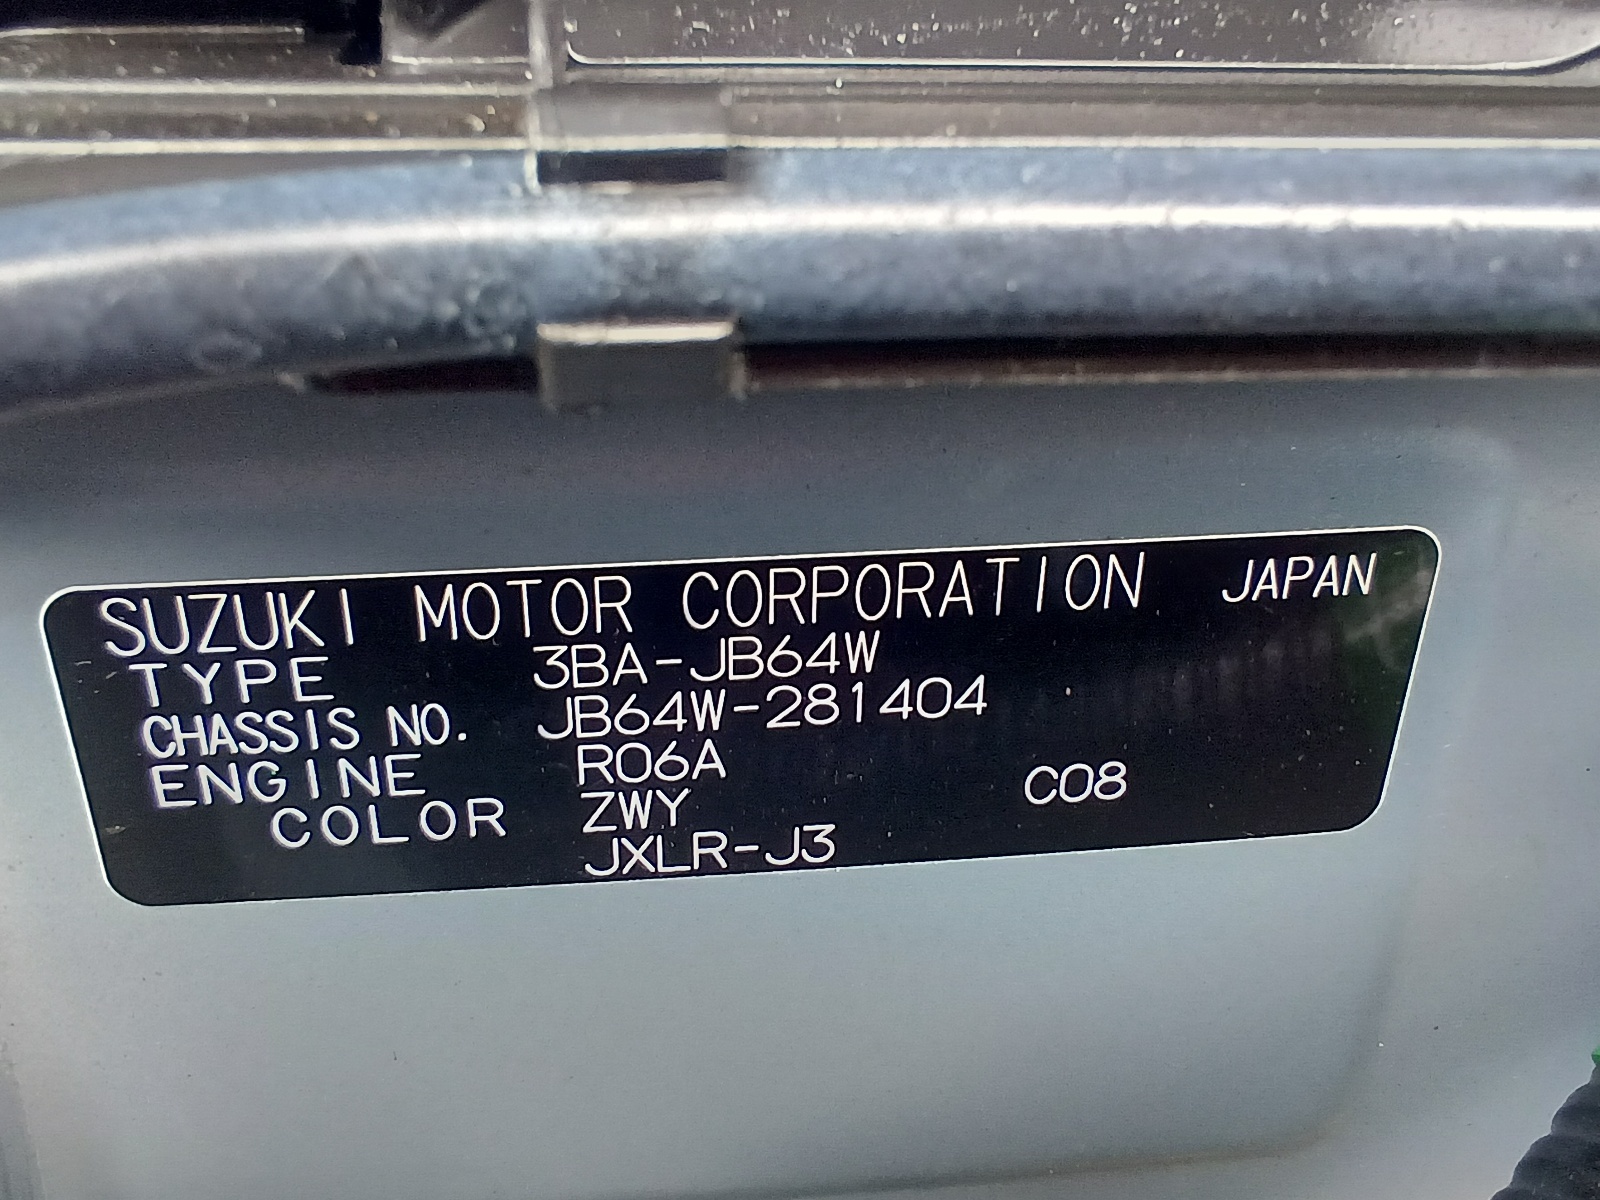 SUZUKI MOTOR CORPORATION JAPAN
TYPE 3BA-JB64W
CHASSIS NO. JB64W-281404
ENGINE R06A
COLOR ZWY C08
JXLR-J3